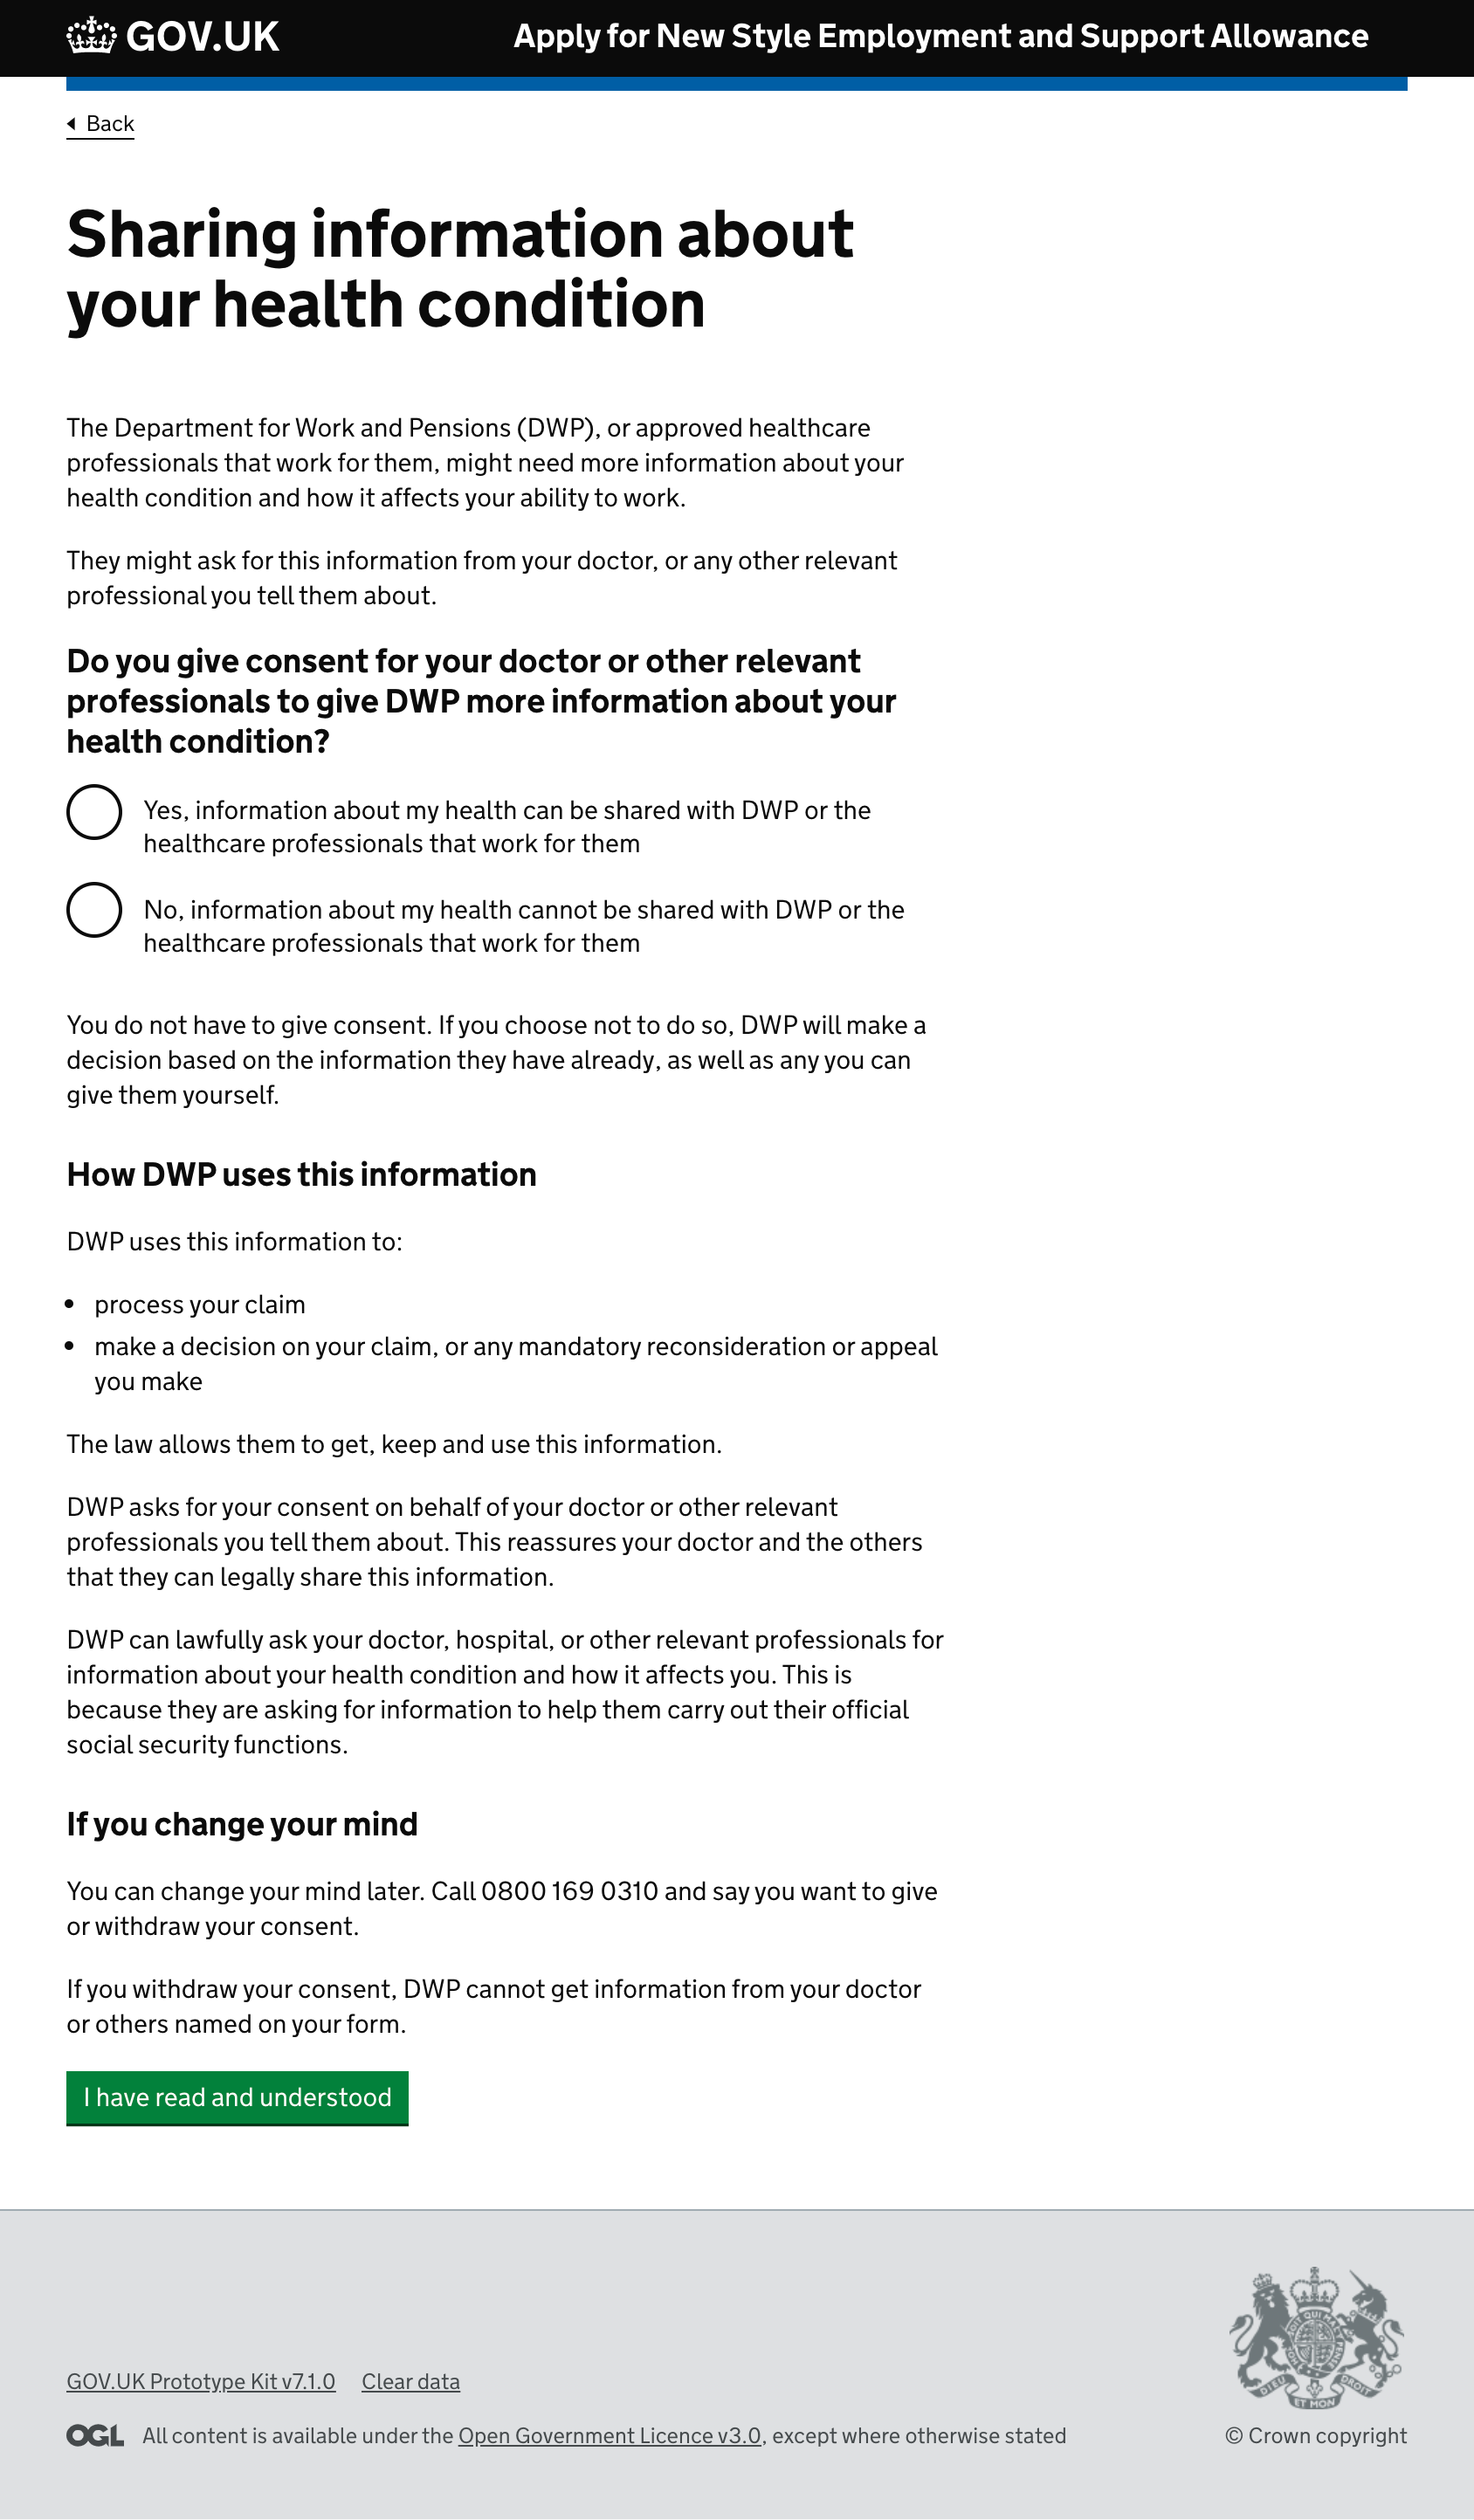 GOV.UK
Apply for New Style Employment and Support Allowance
Back
Sharing information about
your health condition
The Department for Work and Pensions (DWP), or approved healthcare
professionals that work for them, might need more information about your
health condition and how it affects your ability to work.
They might ask for this information from your doctor, or any other relevant
professional you tell them about.
Do you give consent for your doctor or other relevant
professionals to give DWP more information about your
health condition?
Yes, information about my health can be shared with DWP or the
healthcare professionals that work for them
No, information about my health cannot be shared with DWP or the
healthcare professionals that work for them
You do not have to give consent. If you choose not to do so, DWP will make a
decision based on the information they have already, as well as any you can
give them yourself.
How DWP uses this information
DWP uses this information to:
• process your claim
• make a decision on your claim, or any mandatory reconsideration or appeal
you make
The law allows them to get, keep and use this information.
DWP asks for your consent on behalf of your doctor or other relevant
professionals you tell them about. This reassures your doctor and the others
that they can legally share this information.
DWP can lawfully ask your doctor, hospital, or other relevant professionals for
information about your health condition and how it affects you. This is
because they are asking for information to help them carry out their official
social security functions.
If you change your mind
You can change your mind later. Call 0800 169 0310 and say you want to give
or withdraw your consent.
If you withdraw your consent, DWP cannot get information from your doctor
or others named on your form.
I have read and understood
GOV.UK Prototype Kit v7.1.0 Clear data
OGL All content is available under the Open Government Licence v3.0, except where otherwise stated
DIEU ET MON DROIT
© Crown copyright